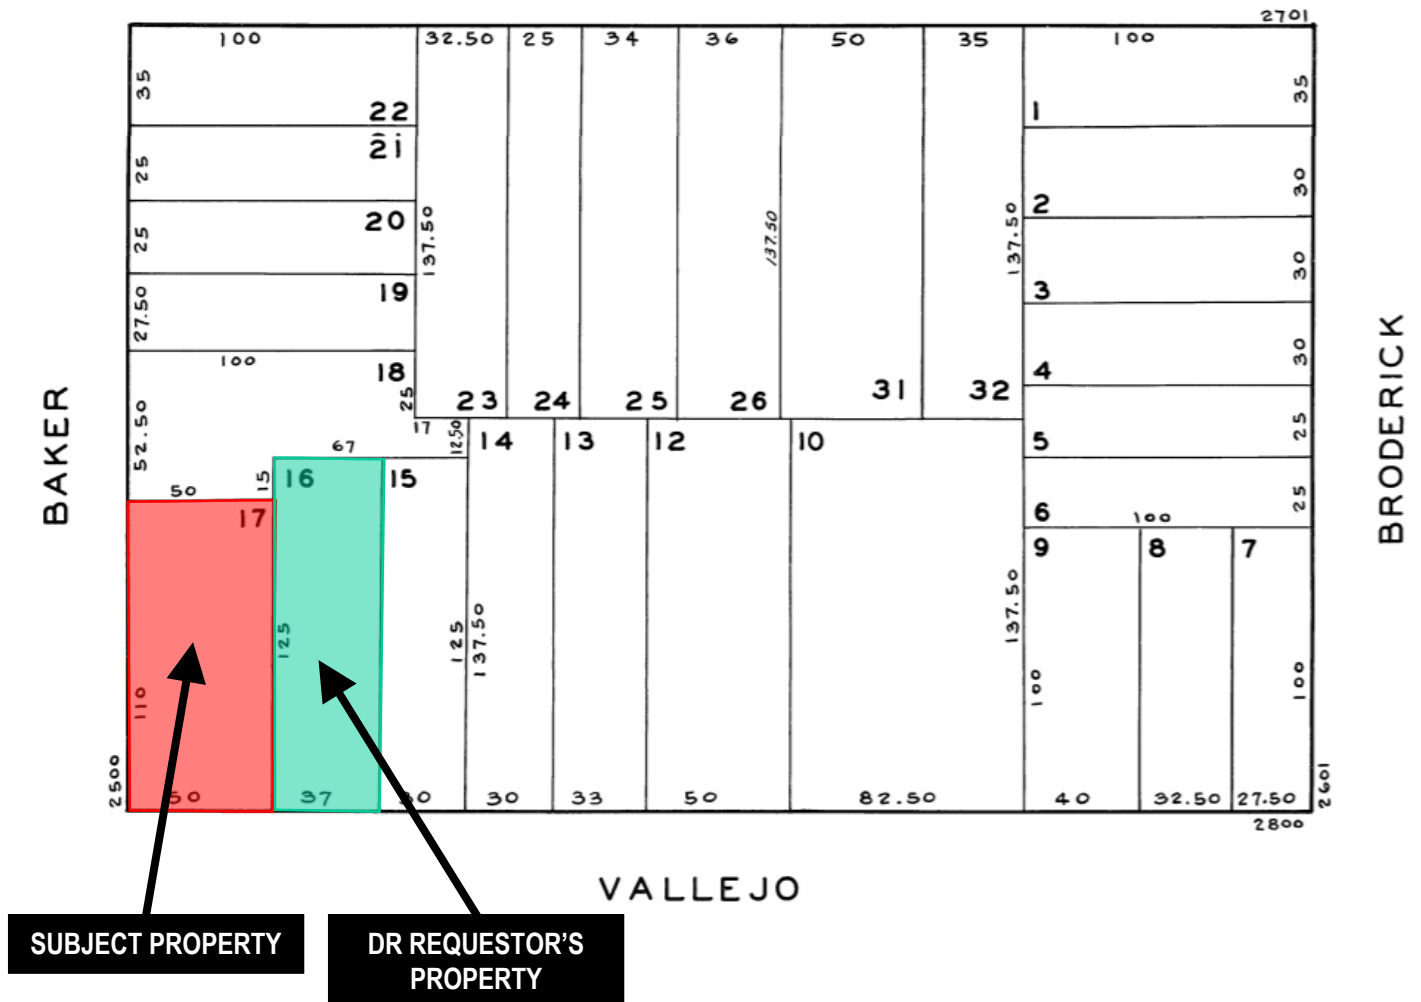 2701
100 32.50 25 34 36 50 35 100
35 35
22 1
21
25 30
2
20
137.50 137.50 137.50
25 30
19 3
27.50 30
100
18 4
25 23 24 25 26 31 32
52.50 17 12.50 25
14 13 12 10 5
67
15 16 15 25
50
17 6
100
9 8 7
125 125 137.50 137.50
110 100 100
2500 2601
50 37 30 30 33 50 82.50 40 32.50 27.50
2800
BAKER
BRODERICK
VALLEJO
SUBJECT PROPERTY
DR REQUESTOR'S
PROPERTY